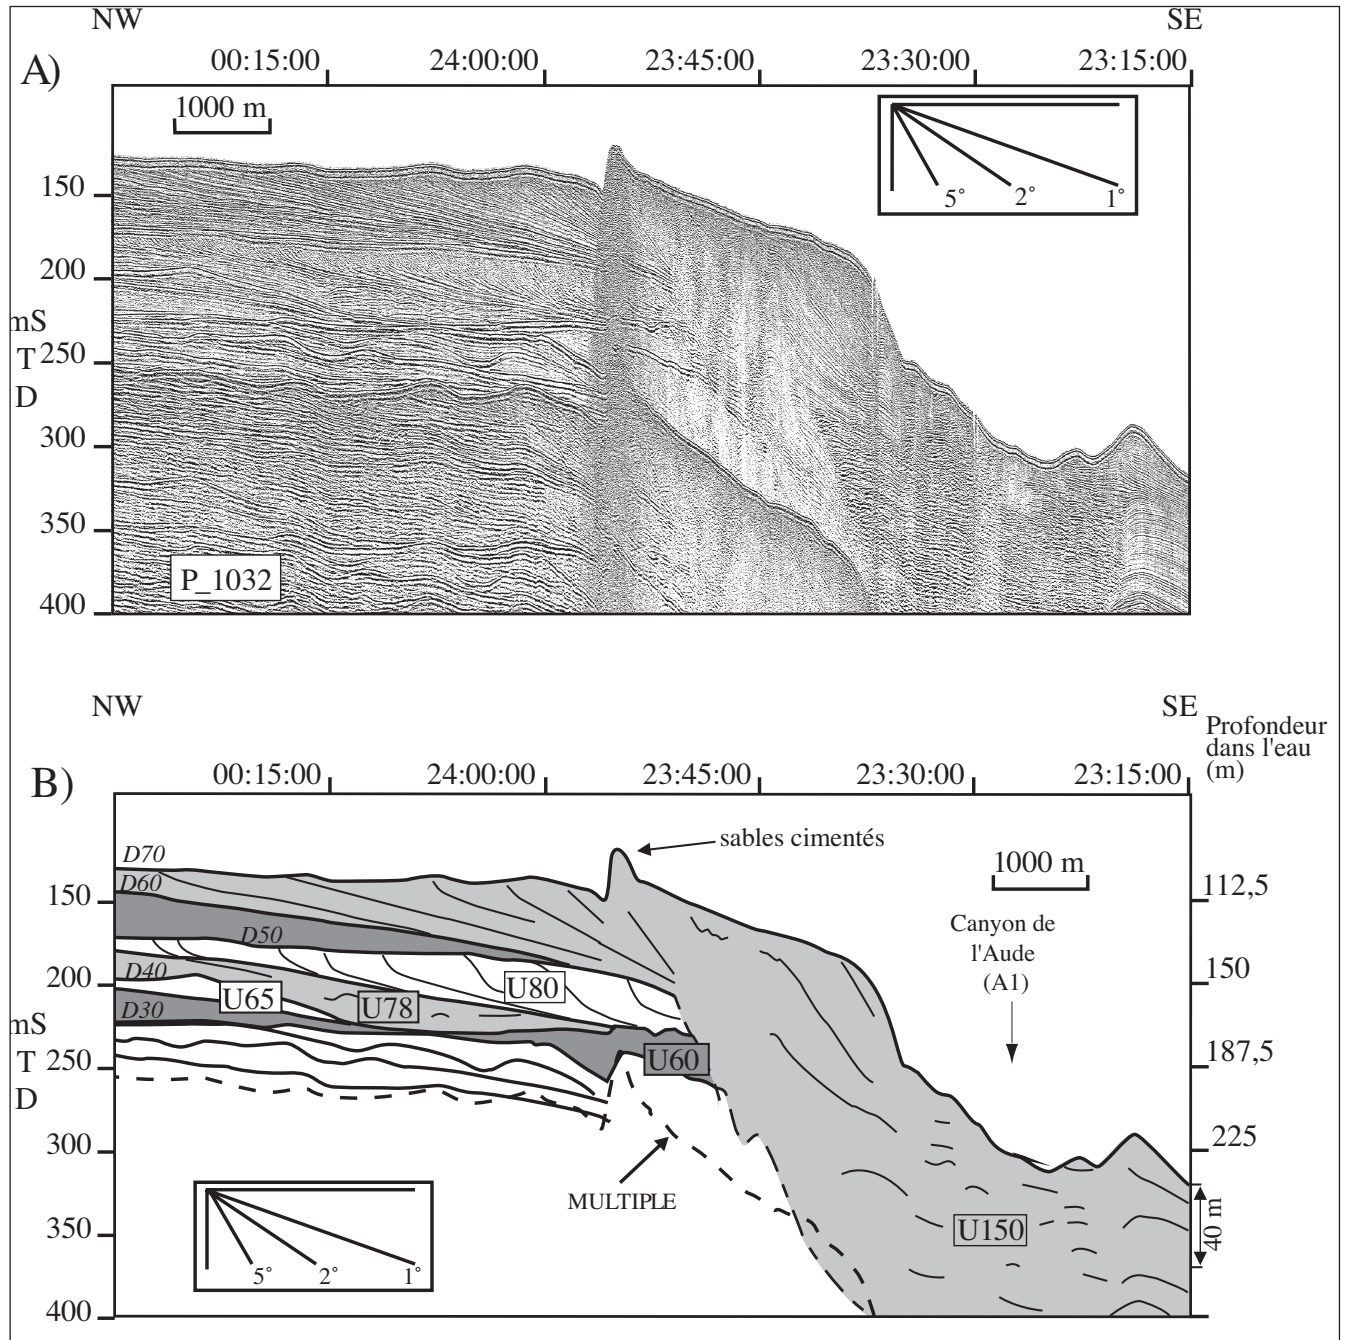 NW SE
A)
00:15:00 24:00:00 23:45:00 23:30:00 23:15:00
1000 m
5° 2° 1°
150
200
mS
T
250
D
300
350
P_1032
400
NW SE
Profondeur
dans l'eau
(m)
B)
00:15:00 24:00:00 23:45:00 23:30:00 23:15:00
sables cimentés
D70
1000 m
D60
150
112,5
Canyon de
l'Aude
(A1)
D50
D40
150
200
U65
U78
U80
D30
mS
T
250
D
U60
187,5
300
225
MULTIPLE
U150
40 m
350
5° 2° 1°
400